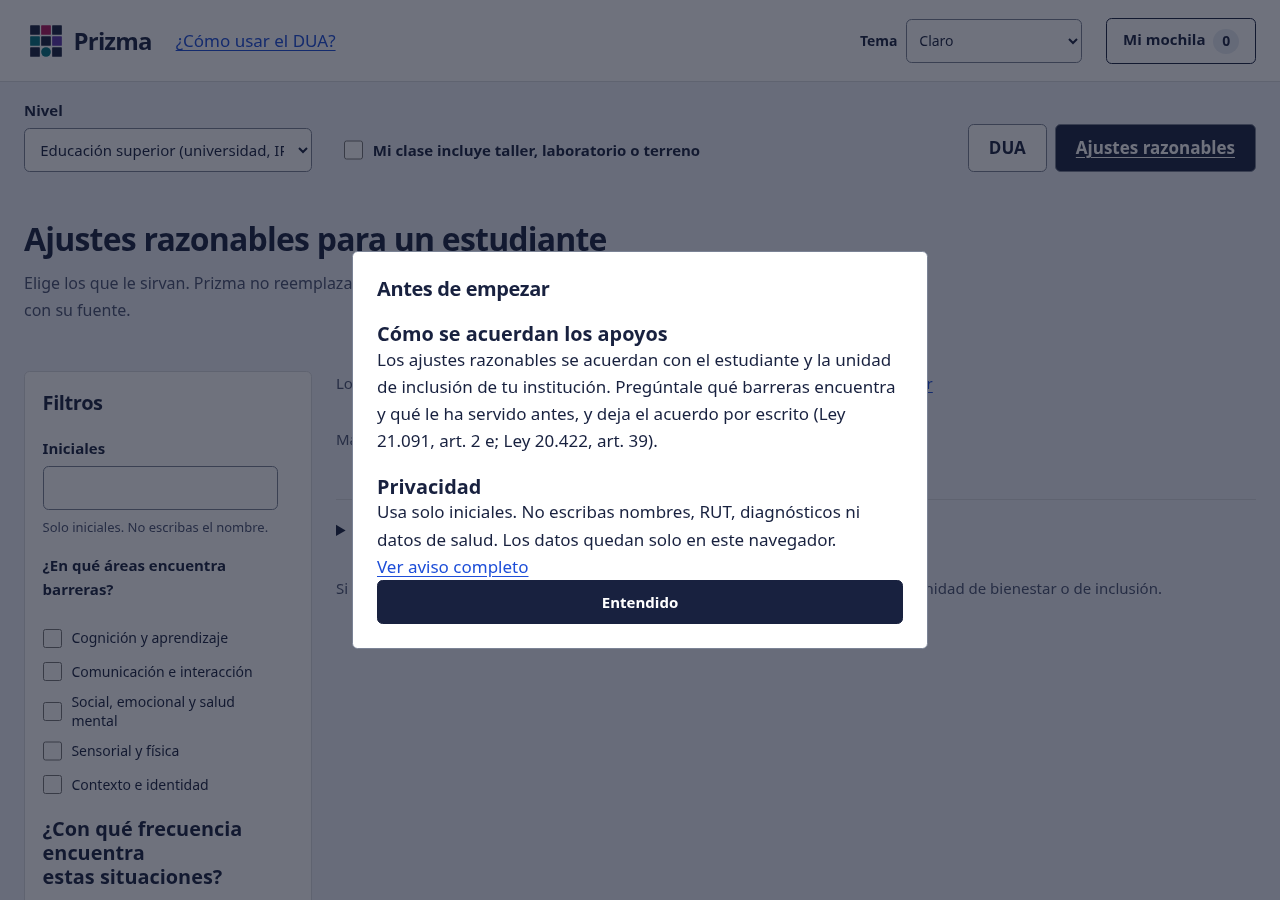 Prizma
¿Cómo usar el DUA?
Tema
Claro
Mi mochila 0
Nivel
Educación superior (universidad, IP
Mi clase incluye taller, laboratorio o terreno
DUA
Ajustes razonables
Ajustes razonables para un estudiante
Elige los que le sirvan. Prizma no reemplaza
con su fuente.
Antes de empezar
Cómo se acuerdan los apoyos
Los ajustes razonables se acuerdan con el estudiante y la unidad
de inclusión de tu institución. Pregúntale qué barreras encuentra
y qué le ha servido antes, y deja el acuerdo por escrito (Ley
21.091, art. 2 e; Ley 20.422, art. 39).
Privacidad
Usa solo iniciales. No escribas nombres, RUT, diagnósticos ni
datos de salud. Los datos quedan solo en este navegador.
Ver aviso completo
Entendido
Filtros
Iniciales
Solo iniciales. No escribas el nombre.
¿En qué áreas encuentra
barreras?
Cognición y aprendizaje
Comunicación e interacción
Social, emocional y salud
mental
Sensorial y física
Contexto e identidad
¿Con qué frecuencia
encuentra
estas situaciones?
Si
de bienestar o de inclusión.